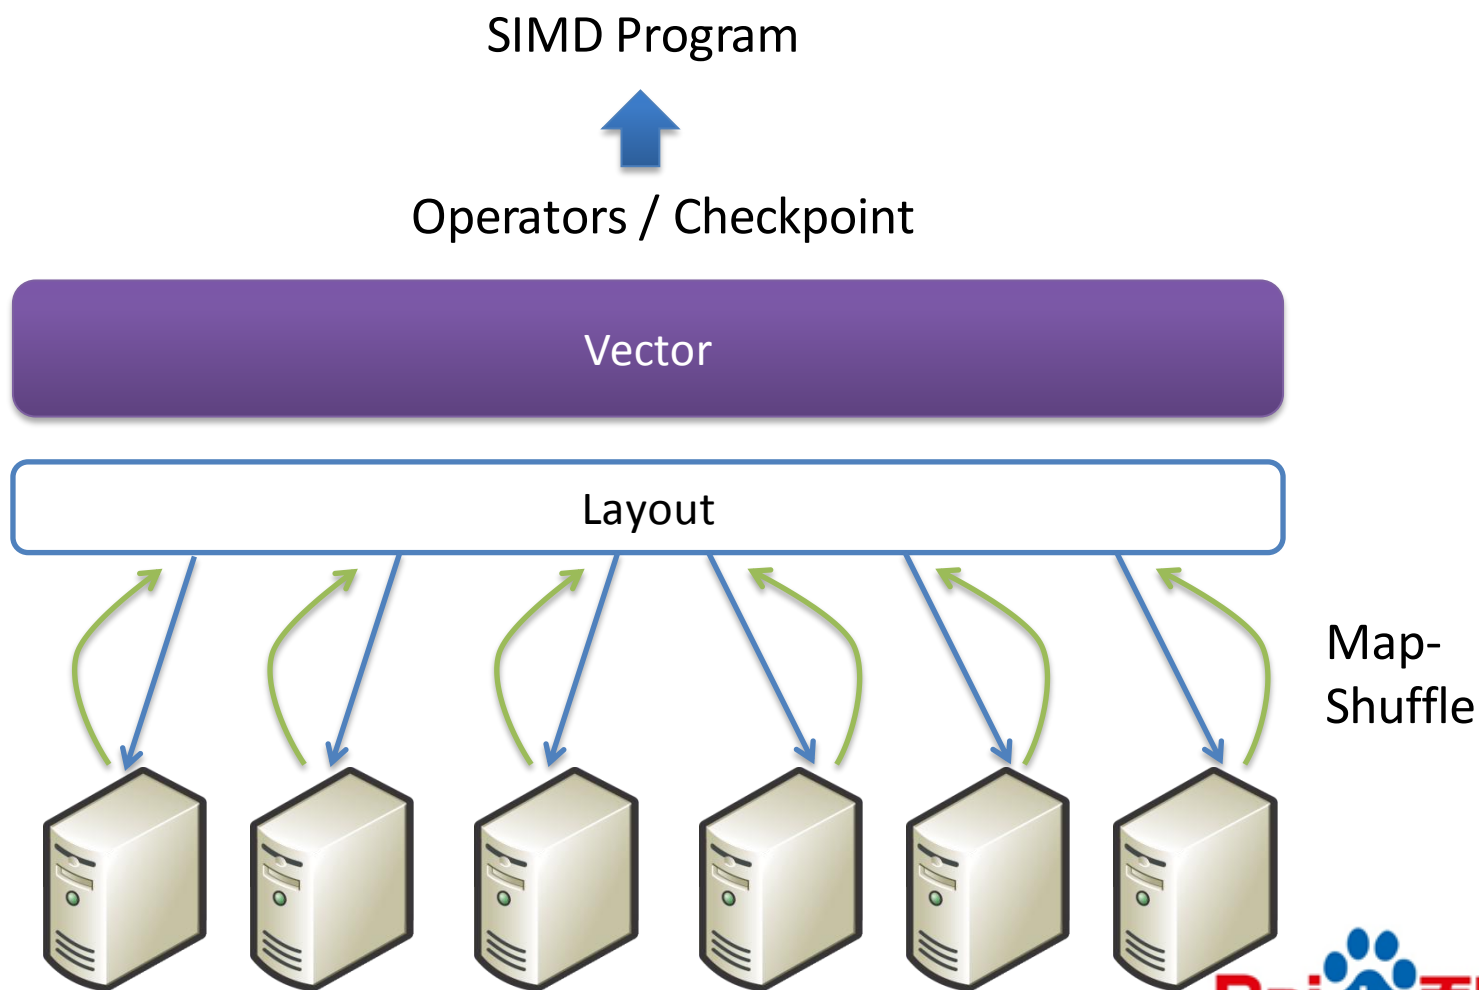 SIMD Program
Operators / Checkpoint
Vector
Layout
Map-
Shuffle